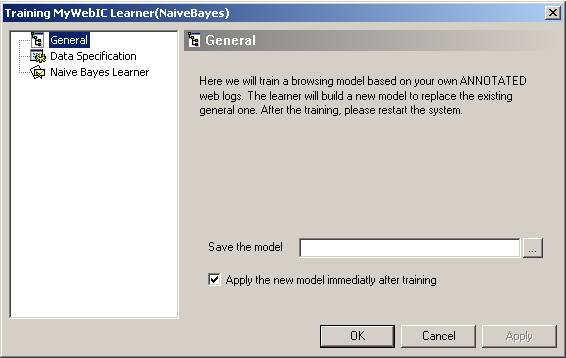 Training MyWebIC Learner(NaiveBayes)
General
Data Specification
Naive Bayes Learner
General
Here we will train a browsing model based on your own ANNOTATED
web logs. The learner will build a new model to replace the existing
general one. After the training, please restart the system.
Save the model
...
Apply the new model immediatly after training
OK
Cancel
Apply